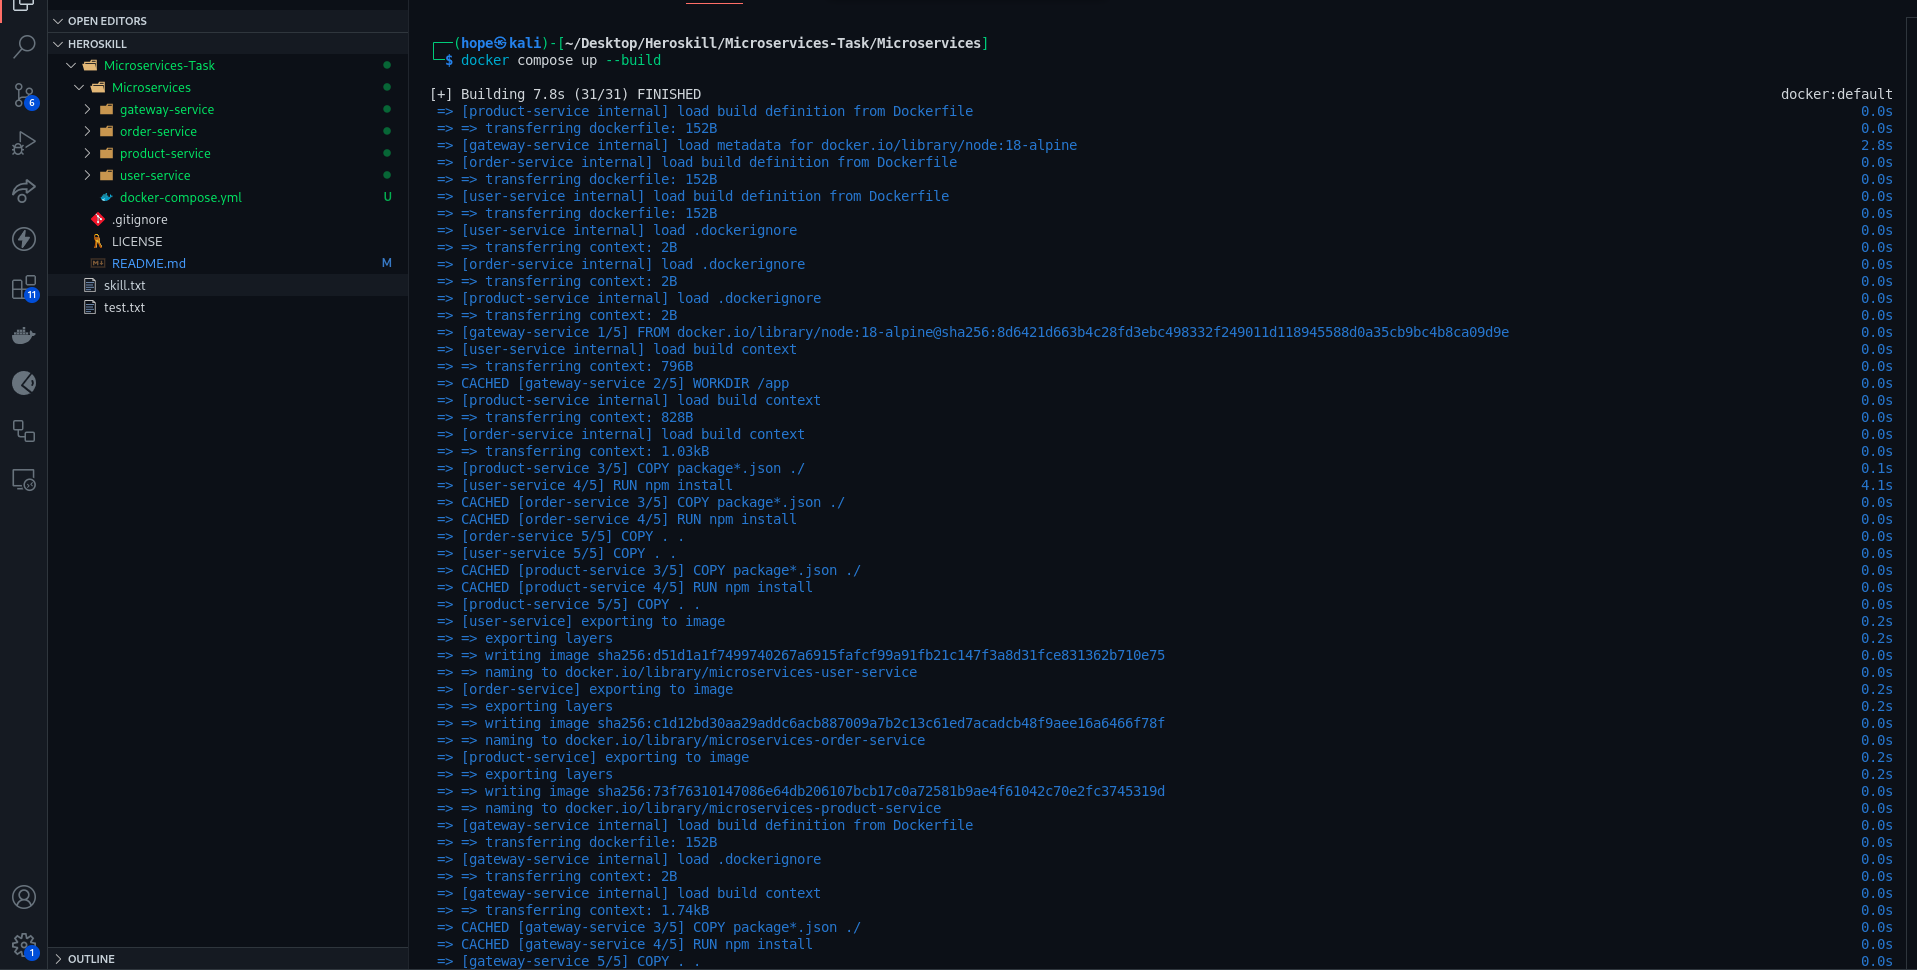 OPEN EDITORS
HEROSKILL
Microservices-Task
Microservices
gateway-service
order-service
product-service
user-service
docker-compose.yml U
.gitignore
LICENSE
README.md M
skill.txt
test.txt
OUTLINE
6
11
1
┌──(hope㉿kali)-[~/Desktop/Heroskill/Microservices-Task/Microservices]
└─$ docker compose up --build
[+] Building 7.8s (31/31) FINISHED docker:default
=> [product-service internal] load build definition from Dockerfile 0.0s
=> => transferring dockerfile: 152B 0.0s
=> [gateway-service internal] load metadata for docker.io/library/node:18-alpine 2.8s
=> [order-service internal] load build definition from Dockerfile 0.0s
=> => transferring dockerfile: 152B 0.0s
=> [user-service internal] load build definition from Dockerfile 0.0s
=> => transferring dockerfile: 152B 0.0s
=> [user-service internal] load .dockerignore 0.0s
=> => transferring context: 2B 0.0s
=> [order-service internal] load .dockerignore 0.0s
=> => transferring context: 2B 0.0s
=> [product-service internal] load .dockerignore 0.0s
=> => transferring context: 2B 0.0s
=> [gateway-service 1/5] FROM docker.io/library/node:18-alpine@sha256:8d6421d663b4c28fd3ebc498332f249011d118945588d0a35cb9bc4b8ca09d9e 0.0s
=> [user-service internal] load build context 0.0s
=> => transferring context: 796B 0.0s
=> CACHED [gateway-service 2/5] WORKDIR /app 0.0s
=> [product-service internal] load build context 0.0s
=> => transferring context: 828B 0.0s
=> [order-service internal] load build context 0.0s
=> => transferring context: 1.03kB 0.0s
=> [product-service 3/5] COPY package*.json ./ 0.1s
=> [user-service 4/5] RUN npm install 4.1s
=> CACHED [order-service 3/5] COPY package*.json ./ 0.0s
=> CACHED [order-service 4/5] RUN npm install 0.0s
=> [order-service 5/5] COPY . . 0.0s
=> [user-service 5/5] COPY . . 0.0s
=> CACHED [product-service 3/5] COPY package*.json ./ 0.0s
=> CACHED [product-service 4/5] RUN npm install 0.0s
=> [product-service 5/5] COPY . . 0.0s
=> [user-service] exporting to image 0.2s
=> => exporting layers 0.2s
=> => writing image sha256:d51d1a1f7499740267a6915fafcf99a91fb21c147f3a8d31fce831362b710e75 0.0s
=> => naming to docker.io/library/microservices-user-service 0.0s
=> [order-service] exporting to image 0.2s
=> => exporting layers 0.2s
=> => writing image sha256:c1d12bd30aa29addc6acb887009a7b2c13c61ed7acadcb48f9aee16a6466f78f 0.0s
=> => naming to docker.io/library/microservices-order-service 0.0s
=> [product-service] exporting to image 0.2s
=> => exporting layers 0.2s
=> => writing image sha256:73f76310147086e64db206107bcb17c0a72581b9ae4f61042c70e2fc3745319d 0.0s
=> => naming to docker.io/library/microservices-product-service 0.0s
=> [gateway-service internal] load build definition from Dockerfile 0.0s
=> => transferring dockerfile: 152B 0.0s
=> [gateway-service internal] load .dockerignore 0.0s
=> => transferring context: 2B 0.0s
=> [gateway-service internal] load build context 0.0s
=> => transferring context: 1.74kB 0.0s
=> CACHED [gateway-service 3/5] COPY package*.json ./ 0.0s
=> CACHED [gateway-service 4/5] RUN npm install 0.0s
=> [gateway-service 5/5] COPY . . 0.0s